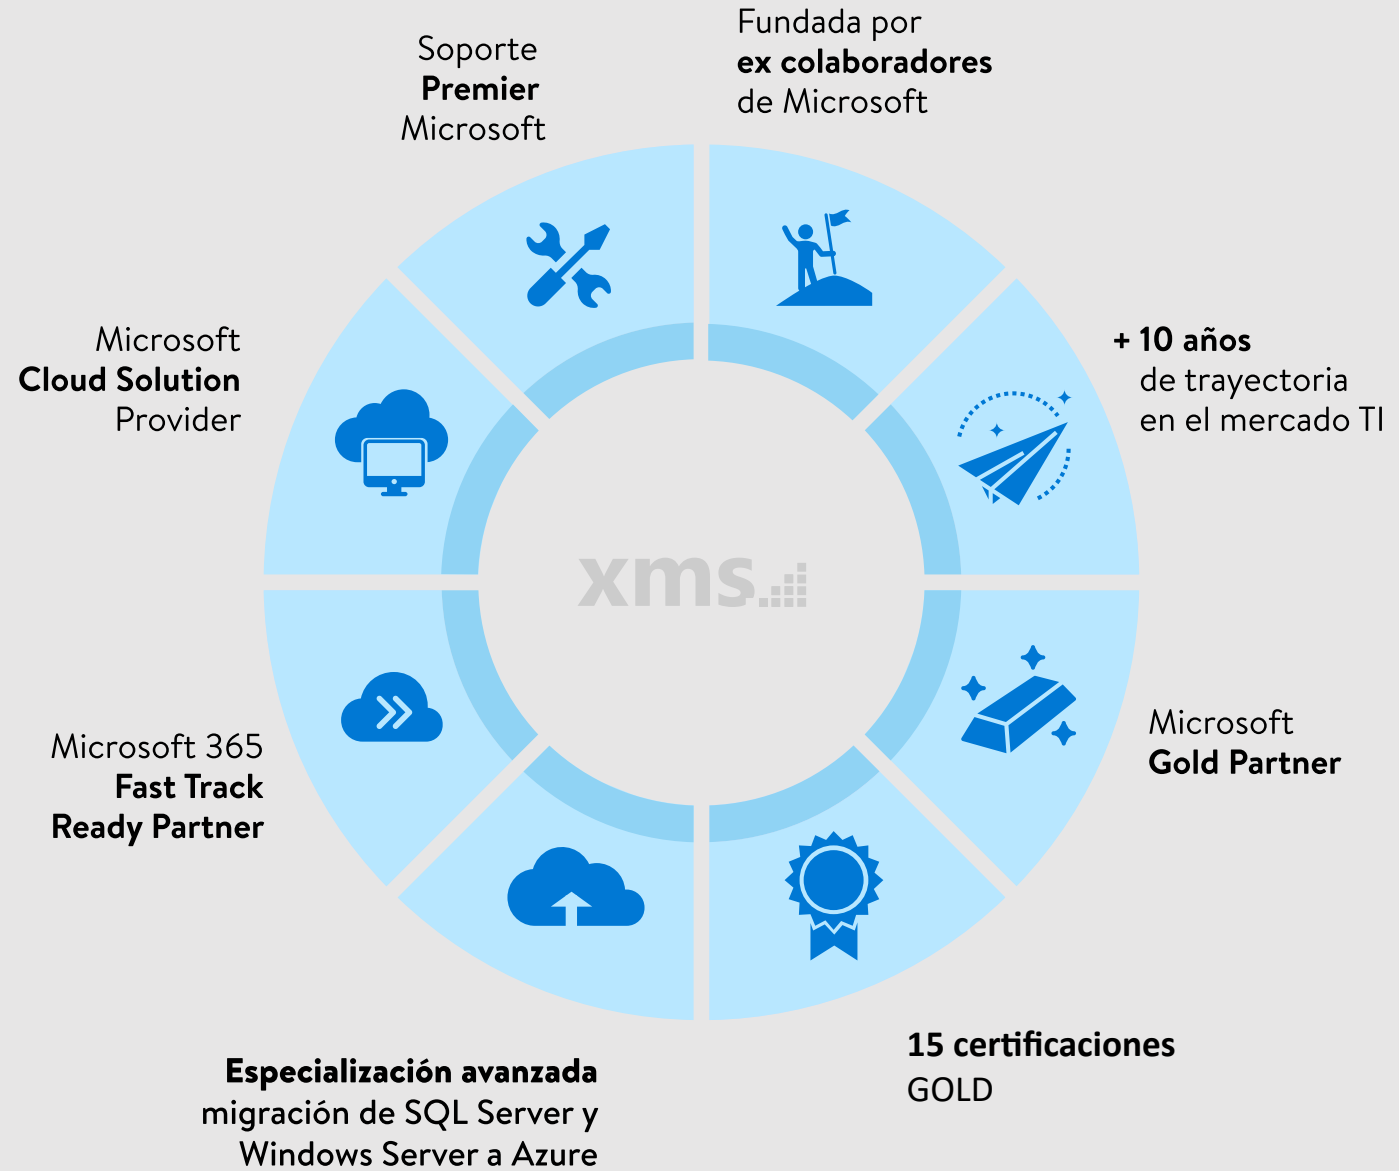 Fundada por
ex colaboradores
de Microsoft
+ 10 años
de trayectoria
en el mercado TI
Microsoft
Gold Partner
15 certificaciones
GOLD
Especialización avanzada
migración de SQL Server y
Windows Server a Azure
Microsoft 365
Fast Track
Ready Partner
Microsoft
Cloud Solution
Provider
Soporte
Premier
Microsoft
xms